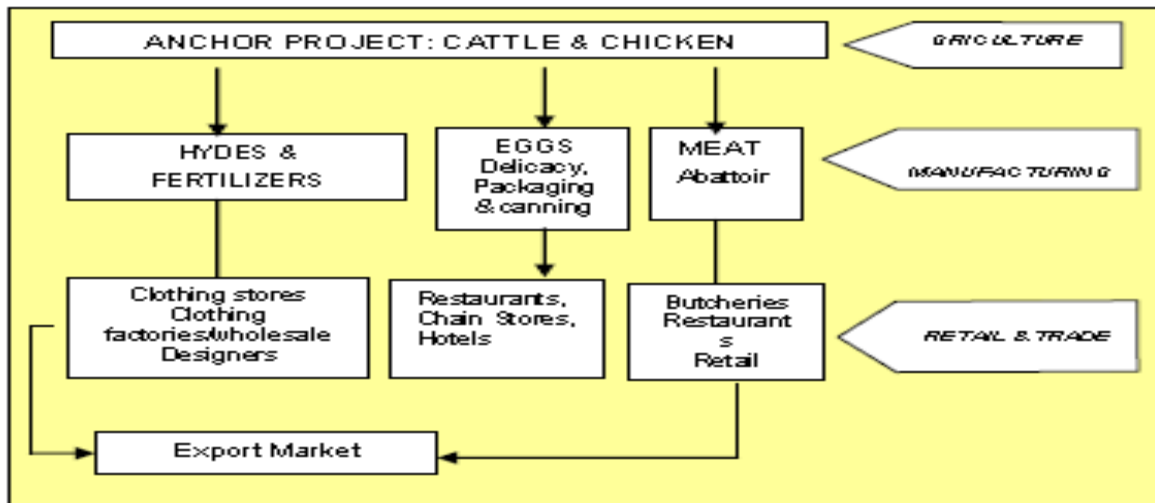 ANCHOR PROJECT: CATTLE & CHICKEN
GRICULTURE
HYDES &
FERTILIZERS
EGGS
Delicacy,
Packaging
& canning
MEAT
Abattoir
MANUFACTURING
Clothing stores
Clothing
factories/wholesale
Designers
Restaurants,
Chain Stores,
Hotels
Butcheries
Restaurant
s
Retail
RETAIL & TRADE
Export Market